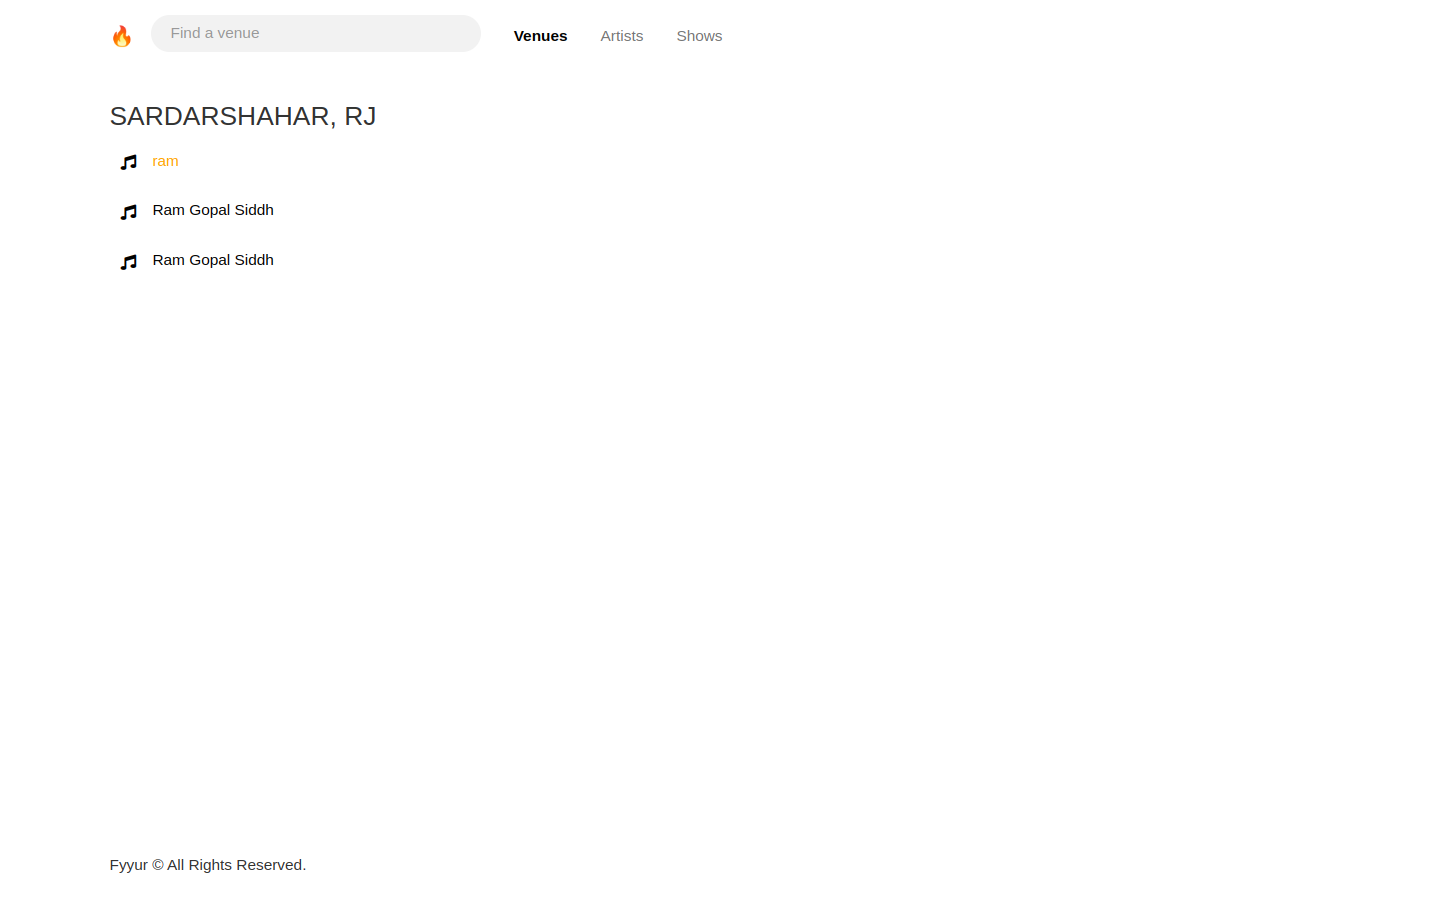 Find a venue
Venues
Artists
Shows
SARDARSHAHAR, RJ
ram
Ram Gopal Siddh
Ram Gopal Siddh
Fyyur © All Rights Reserved.